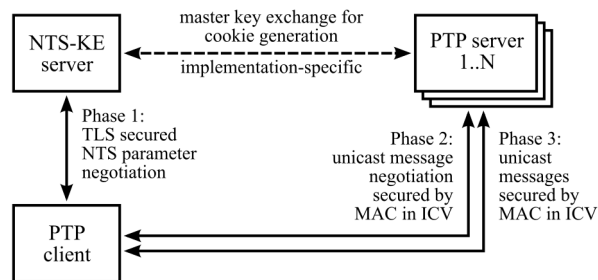 master key exchange for
cookie generation
implementation-specific
NTS-KE
server
PTP server
1..N
Phase 1:
TLS secured
NTS parameter
negotiation
Phase 2:
unicast message
negotiation
secured by
MAC in ICV
Phase 3:
unicast
messages
secured by
MAC in ICV
PTP
client